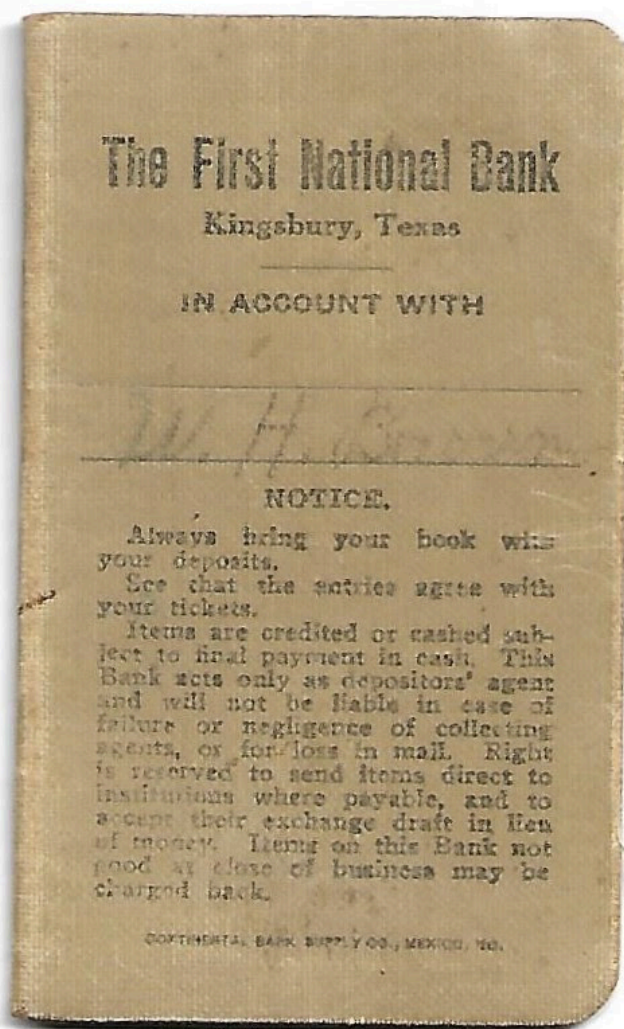 The First National Bank
Kingsbury, Texas
IN ACCOUNT WITH
W. H.
NOTICE.
Always bring your book with
your deposits.
See that the entries agree with
your tickets.
Items are credited or cashed sub-
ject to final payment in cash. This
Bank acts only as depositors' agent
and will not be liable in case of
failure or negligence of collecting
agents, or for loss in mail. Right
is reserved to send items direct to
institutions where payable, and to
accept their exchange draft in lieu
of money. Items on this Bank not
good at close of business may be
charged back.
CONTINENTAL BANK SUPPLY CO., MEXICO, MO.